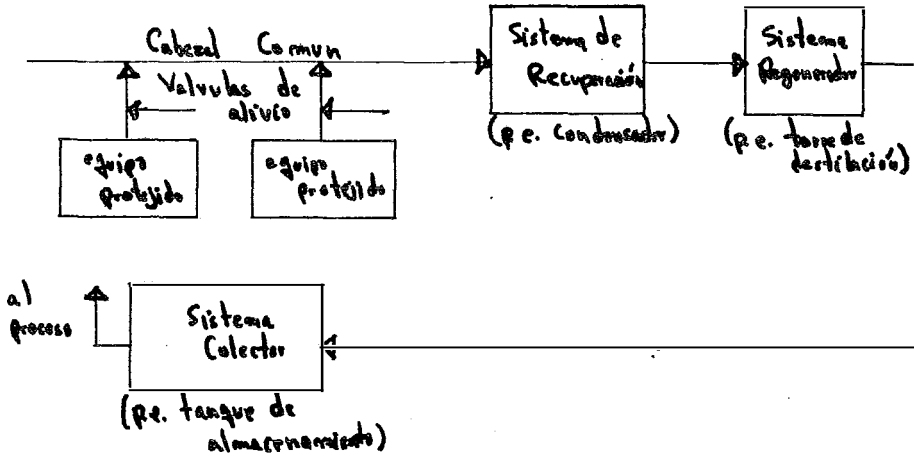 Cabezal Comun
Valvulas de
alivio
equipo
protejido
equipo
protéjido
Sistema de
Recuperación
(p.e. Condensador)
Sistema
Regenerador
(p.e. torre de
destilación)
al
proceso
Sistema
Colector
(p.e. tanque de
almacenamiento)